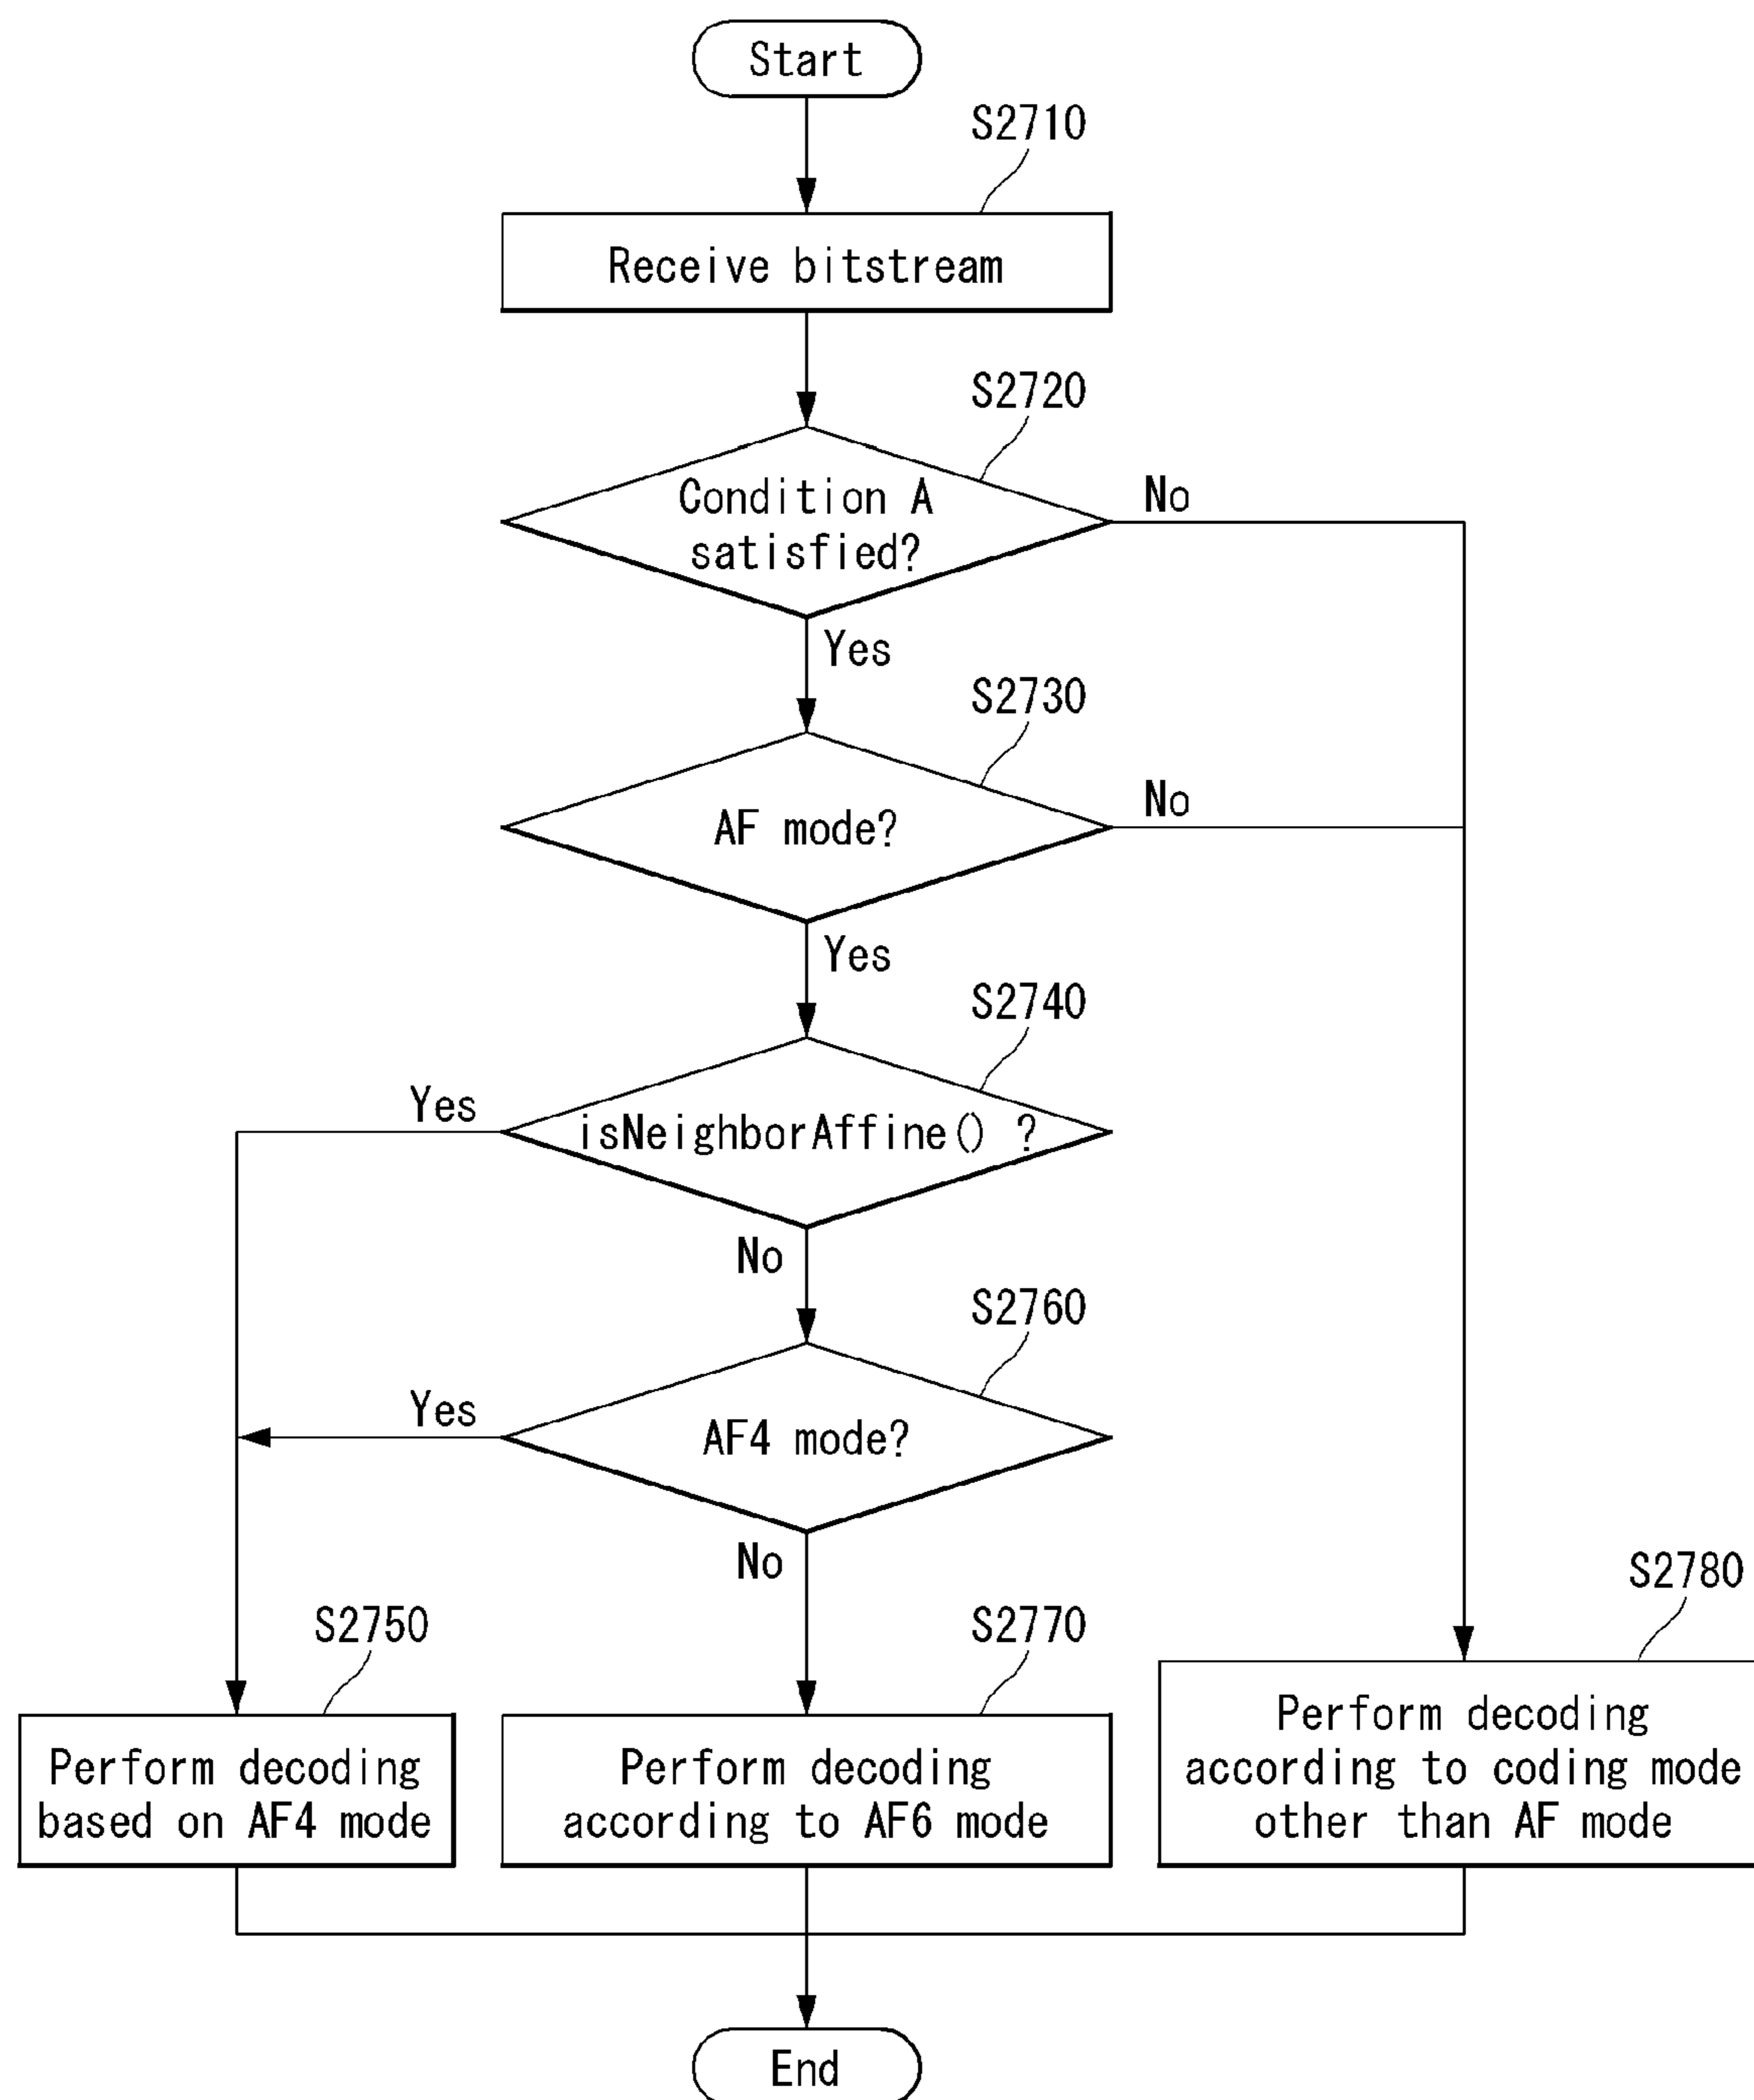 Start
S2710
Receive bitstream
S2720
Condition A
satisfied?
No
Yes
S2730
AF mode?
No
Yes
S2740
isNeighborAffine() ?
Yes
No
S2760
AF4 mode?
Yes
No
S2750
Perform decoding
based on AF4 mode
S2770
Perform decoding
according to AF6 mode
S2780
Perform decoding
according to coding mode
other than AF mode
End